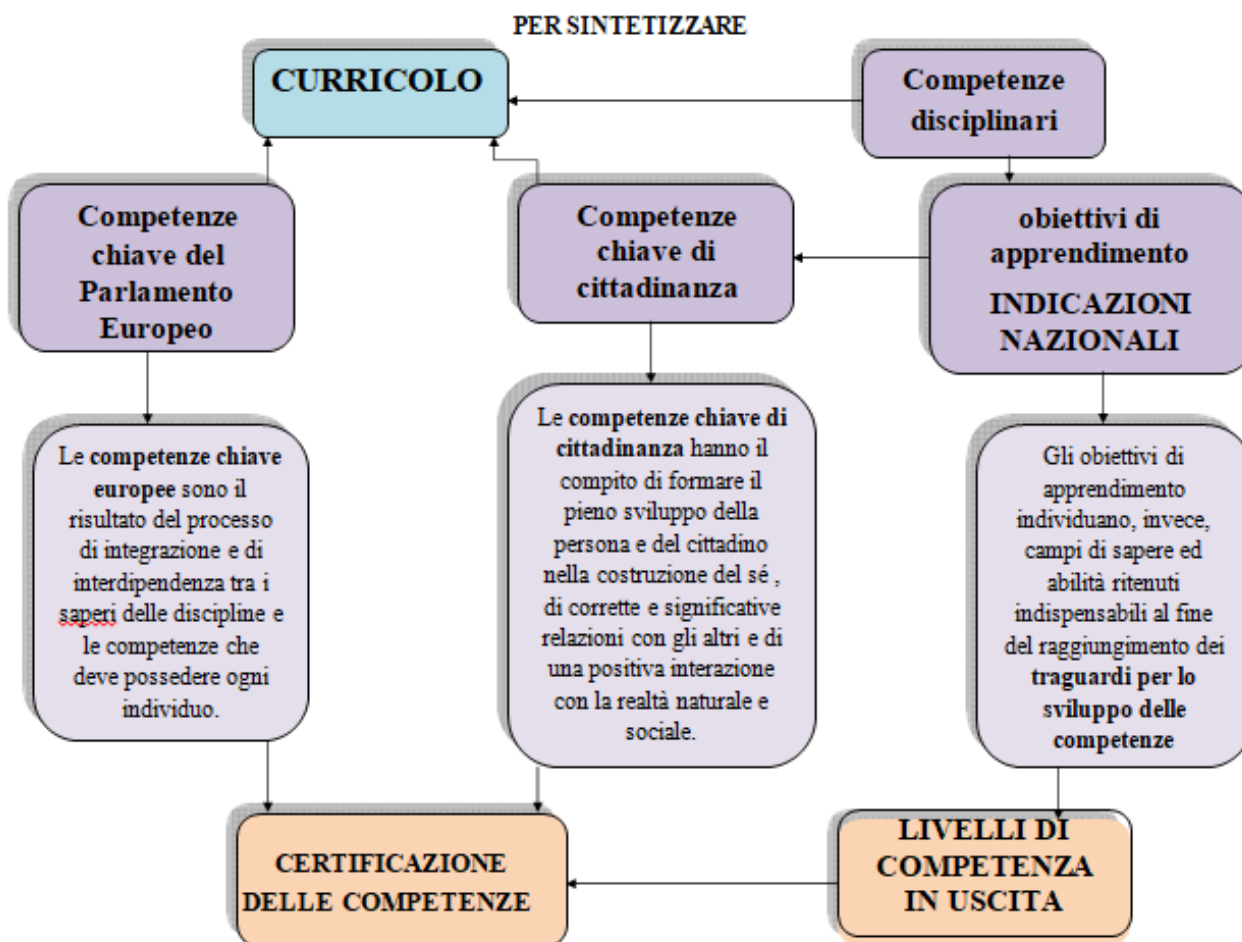 PER SINTETIZZARE
CURRICOLO
Competenze
disciplinari
Competenze
chiave del
Parlamento
Europeo
Competenze
chiave di
cittadinanza
obiettivi di
apprendimento
INDICAZIONI
NAZIONALI
Le competenze chiave
europee sono il
risultato del processo
di integrazione e di
interdipendenza tra i
saperi delle discipline e
le competenze che
deve possedere ogni
individuo.
Le competenze chiave di
cittadinanza hanno il
compito di formare il
pieno sviluppo della
persona e del cittadino
nella costruzione del sé ,
di corrette e significative
relazioni con gli altri e di
una positiva interazione
con la realtà naturale e
sociale.
Gli obiettivi di
apprendimento
individuano, invece,
campi di sapere ed
abilità ritenuti
indispensabili al fine
del raggiungimento dei
traguardi per lo
sviluppo delle
competenze
CERTIFICAZIONE
DELLE COMPETENZE
LIVELLI DI
COMPETENZA
IN USCITA